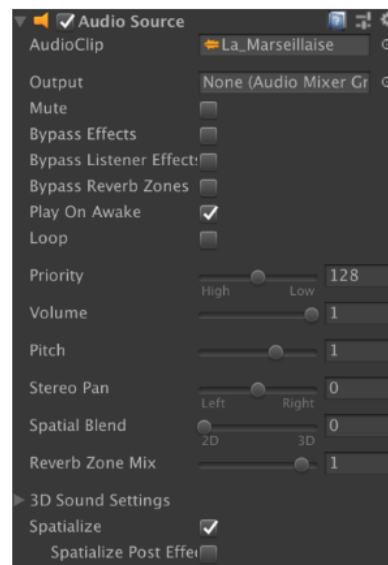 Audio Source
AudioClip La_Marseillaise
Output None (Audio Mixer Gr
Mute
Bypass Effects
Bypass Listener Effects
Bypass Reverb Zones
Play On Awake
Loop
Priority 128
High Low
Volume 1
Pitch 1
Stereo Pan 0
Left Right
Spatial Blend 0
2D 3D
Reverb Zone Mix 1
3D Sound Settings
Spatialize
Spatialize Post Effe